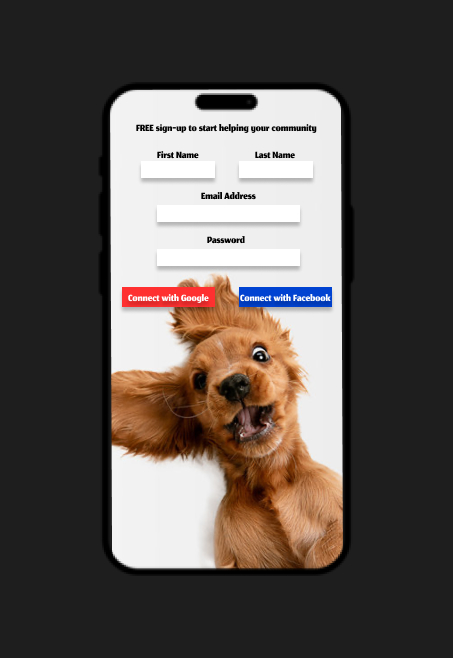 FREE sign-up to start helping your community
First Name Last Name
Email Address
Password
Connect with Google Connect with Facebook